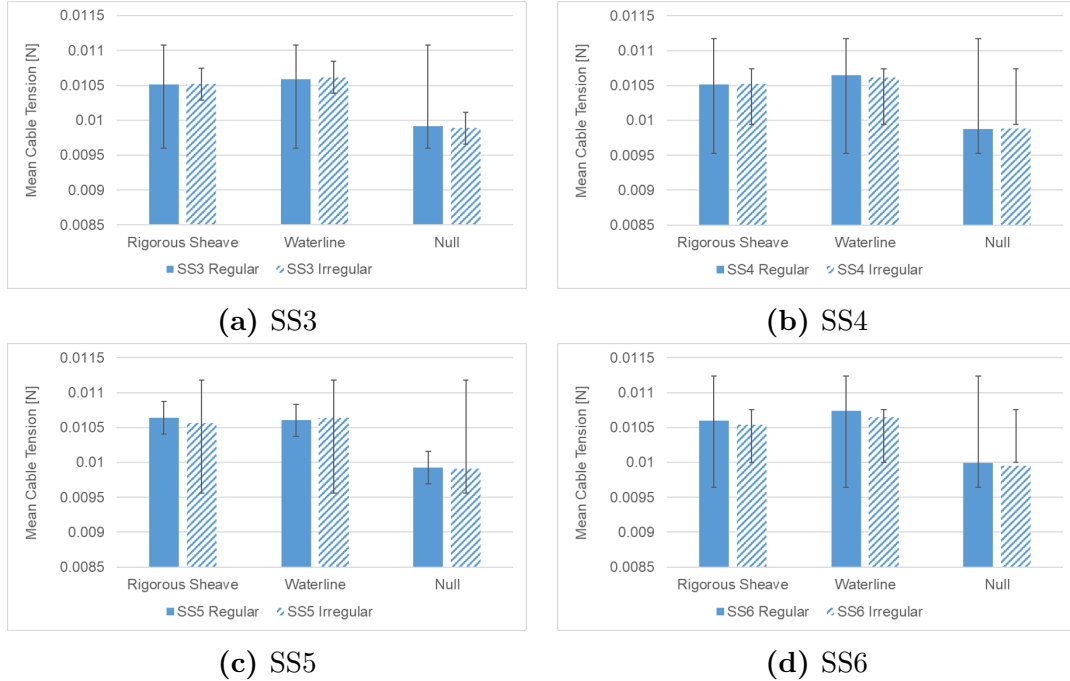 Mean Cable Tension [N]
0.0115
0.011
0.0105
0.01
0.0095
0.009
0.0085
Rigorous Sheave Waterline Null
SS3 Regular SS3 Irregular
(a) SS3
Mean Cable Tension [N]
0.0115
0.011
0.0105
0.01
0.0095
0.009
0.0085
Rigorous Sheave Waterline Null
SS4 Regular SS4 Irregular
(b) SS4
Mean Cable Tension [N]
0.0115
0.011
0.0105
0.01
0.0095
0.009
0.0085
Rigorous Sheave Waterline Null
SS5 Regular SS5 Irregular
(c) SS5
Mean Cable Tension [N]
0.0115
0.011
0.0105
0.01
0.0095
0.009
0.0085
Rigorous Sheave Waterline Null
SS6 Regular SS6 Irregular
(d) SS6